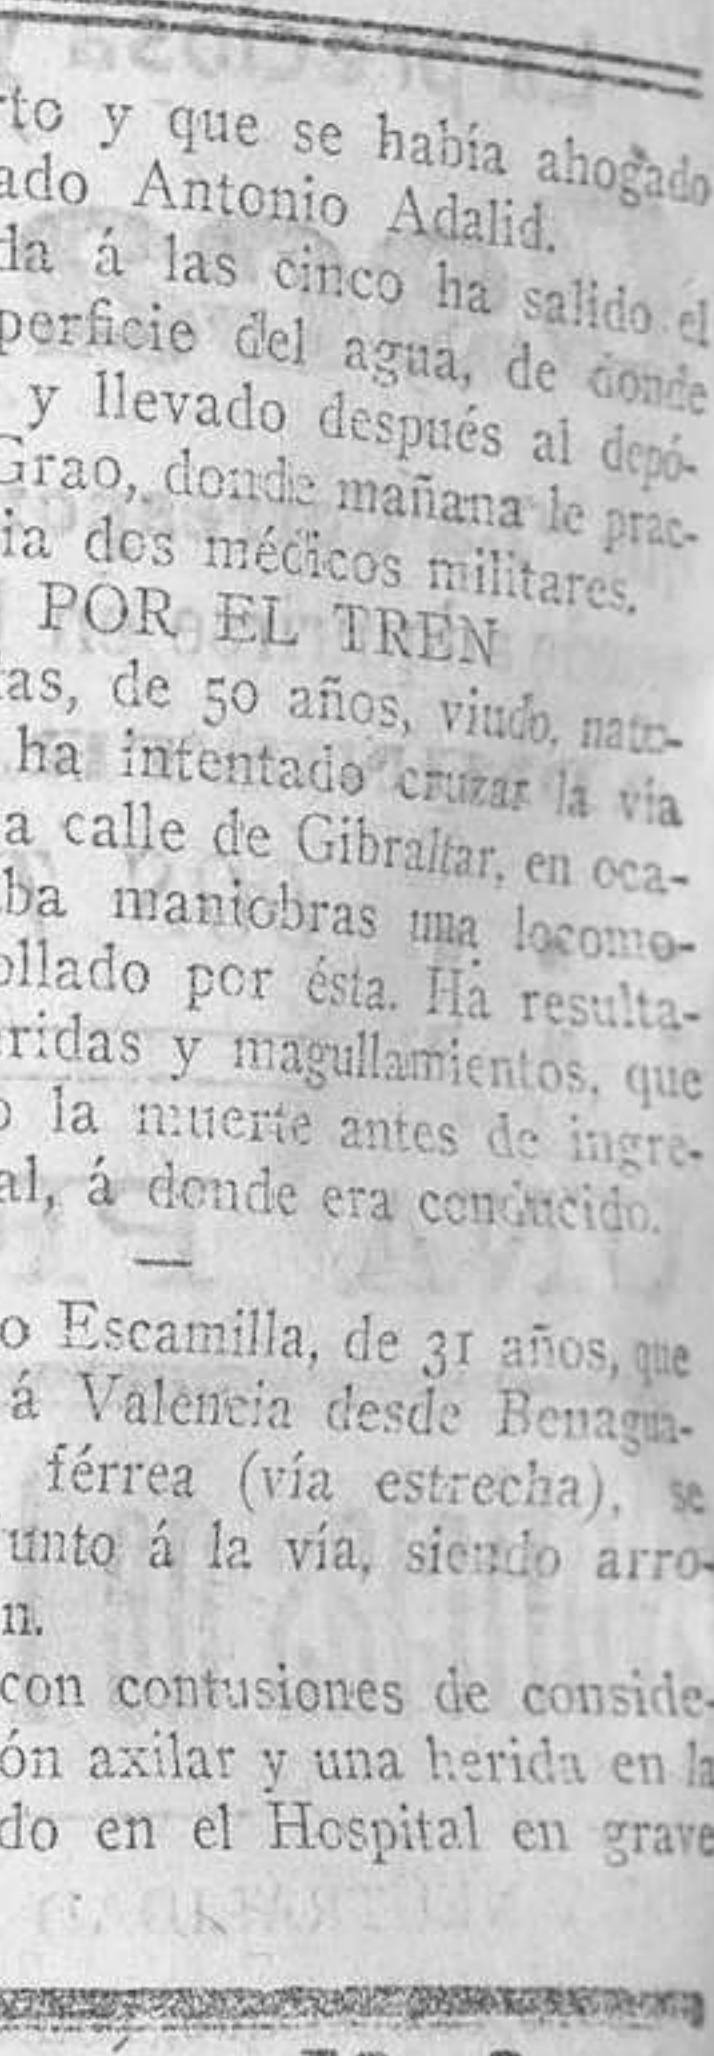 rto y que se había ahogado
ado Antonio Adalid.
da á las cinco ha salido el
perficie del agua, de donde
y llevado después al depó-
Grao, donde mañana le prac-
ia dos médicos militares.
POR EL TREN
tas, de 50 años, viudo, natu-
ha intentado cruzar la vía
a calle de Gibraltar, en oca-
ba maniobras una locomo-
ollado por ésta. Ha resulta-
ridas y magullamientos, que
o la muerte antes de ingre-
al, á donde era conducido.
—
o Escamilla, de 31 años, que
á Valencia desde Benagua-
férrea (vía estrecha), se
junto á la vía, siendo arro-
n.
con contusiones de conside-
ón axilar y una herida en la
do en el Hospital en grave